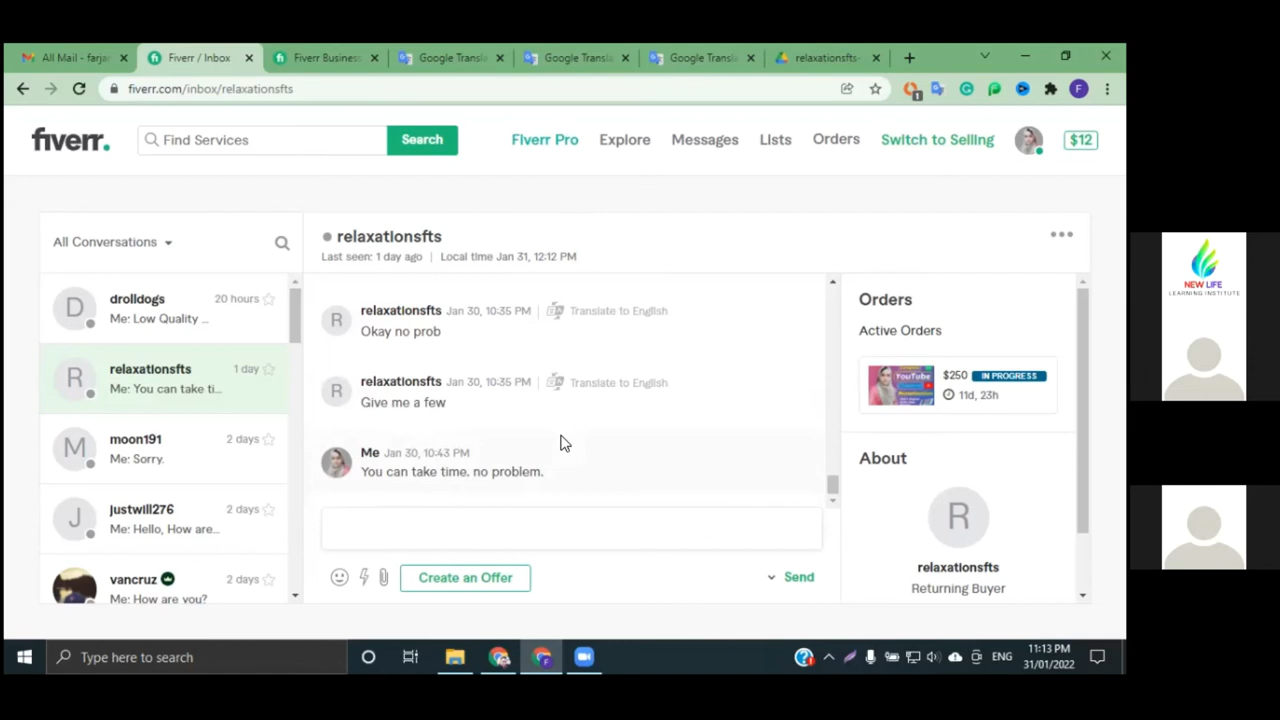 All Mail - farjar
Fiverr / Inbox
Fiverr Business
Google Transla
Google Transla
Google Transla
relaxationsfts-
fiverr.com/inbox/relaxationsfts
1
F
fiverr.
Find Services
Search
Fiverr Pro
Explore
Messages
Lists
Orders
Switch to Selling
$12
All Conversations
relaxationsfts
Last seen: 1 day ago | Local time Jan 31, 12:12 PM
D
drolldogs
20 hours
Me: Low Quality ...
R
relaxationsfts
1 day
Me: You can take ti...
M
moon191
2 days
Me: Sorry.
J
justwill276
2 days
Me: Hello, How are...
vancruz
2 days
Me: How are you?
R
relaxationsfts Jan 30, 10:35 PM | Translate to English
Okay no prob
R
relaxationsfts Jan 30, 10:35 PM | Translate to English
Give me a few
Me Jan 30, 10:43 PM
You can take time. no problem.
Create an Offer
Send
Orders
Active Orders
YouTube
$250 IN PROGRESS
11d, 23h
About
R
relaxationsfts
Returning Buyer
NEW LIFE
LEARNING INSTITUTE
Type here to search
ENG
11:13 PM
31/01/2022